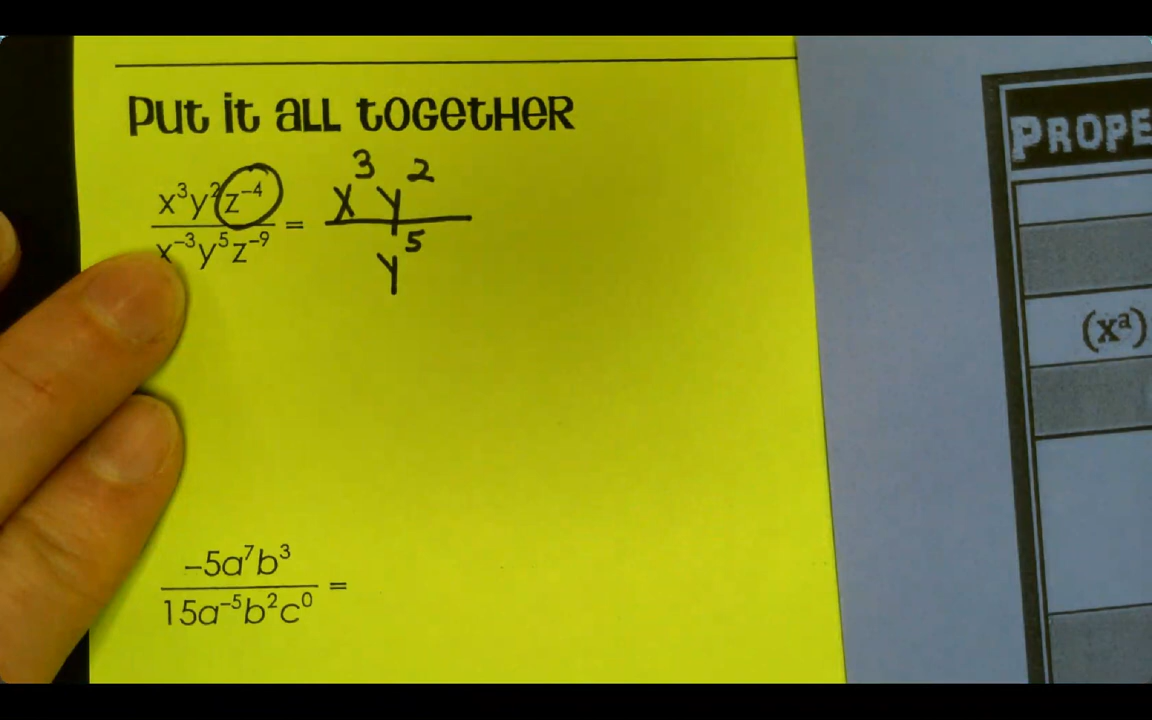 Put it all together
x³y²z⁻⁴ / x⁻³y⁵z⁻⁹ = x³y² / y⁵
-5a⁷b³ / 15a⁻⁵b²c⁰ =
PROPE
(xᵃ)